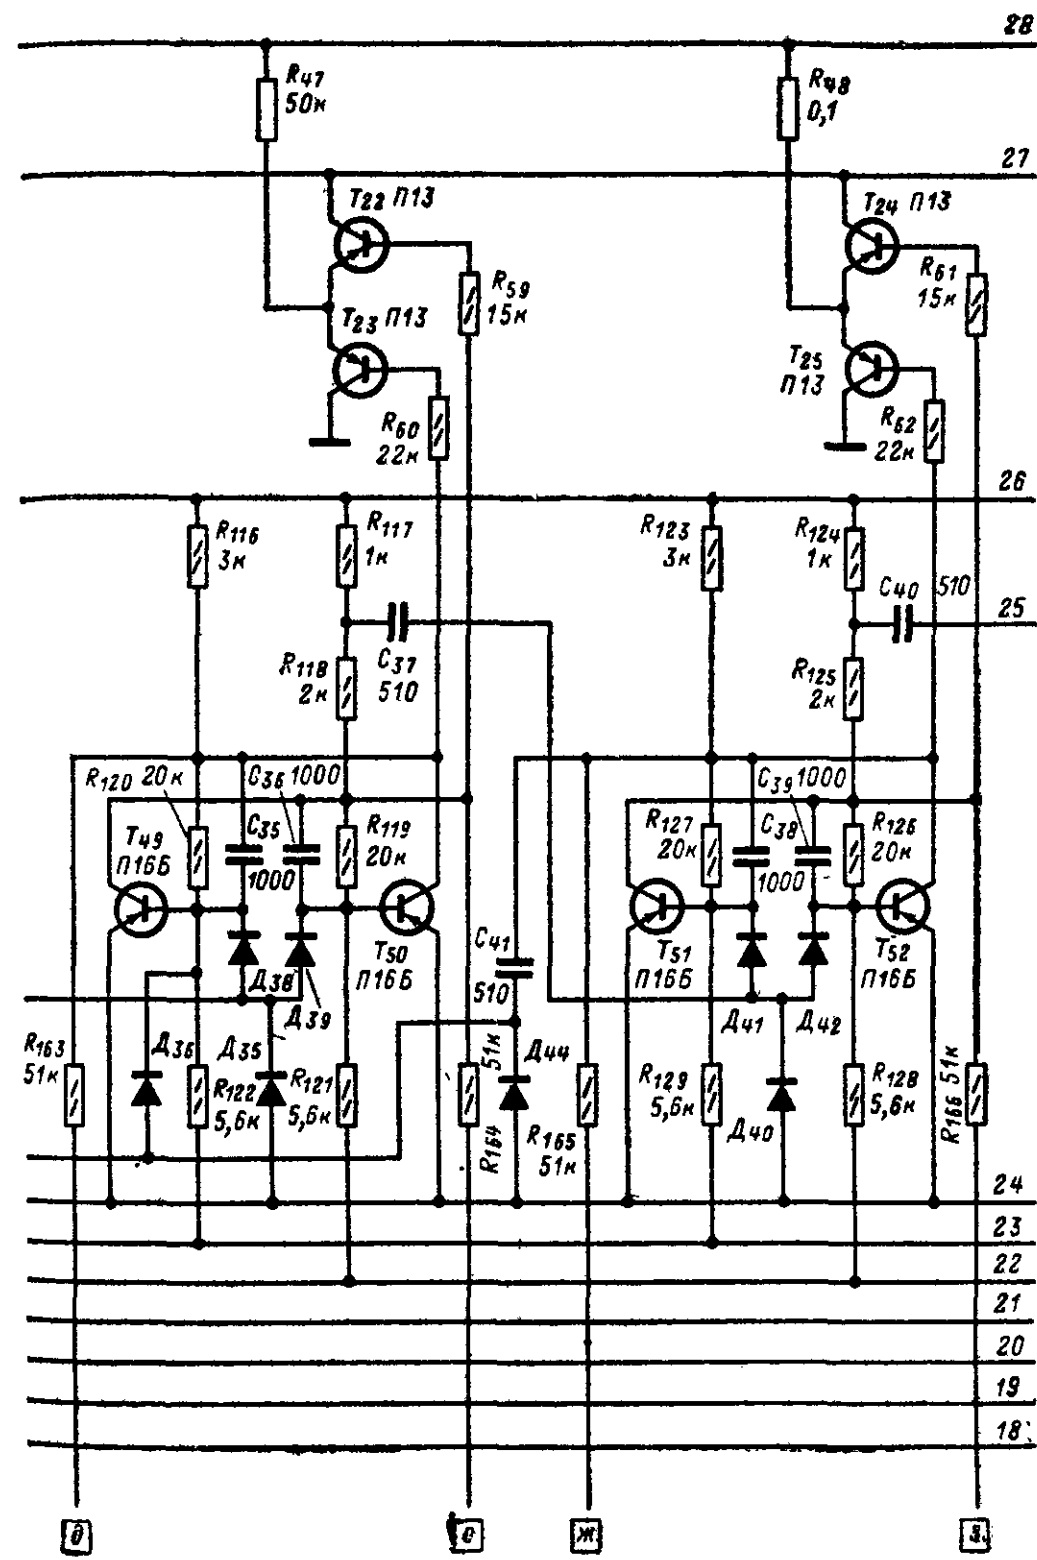 28
R47
50к
R48
0,1
27
T22 П13
T24 П13
R59
15к
R61
15к
T23 П13
T25
П13
R60
22к
R62
22к
26
R116
3к
R117
1к
R123
3к
R124
1к
C40 510
25
C37
510
R118
2к
R125
2к
R120 20к
C36 1000
C39 1000
T49
П16Б
C35
1000
R119
20к
R127
20к
C38
1000
R126
20к
T50
П16Б
C41
510
T51
П16Б
T52
П16Б
Д38
Д39
Д41
Д42
R163
51к
Д36
Д35
R122
5,6к
R121
5,6к
R164 51к
Д44
R165
51к
R129
5,6к
Д40
R128
5,6к
R166 51к
24
23
22
21
20
19
18
д
ж